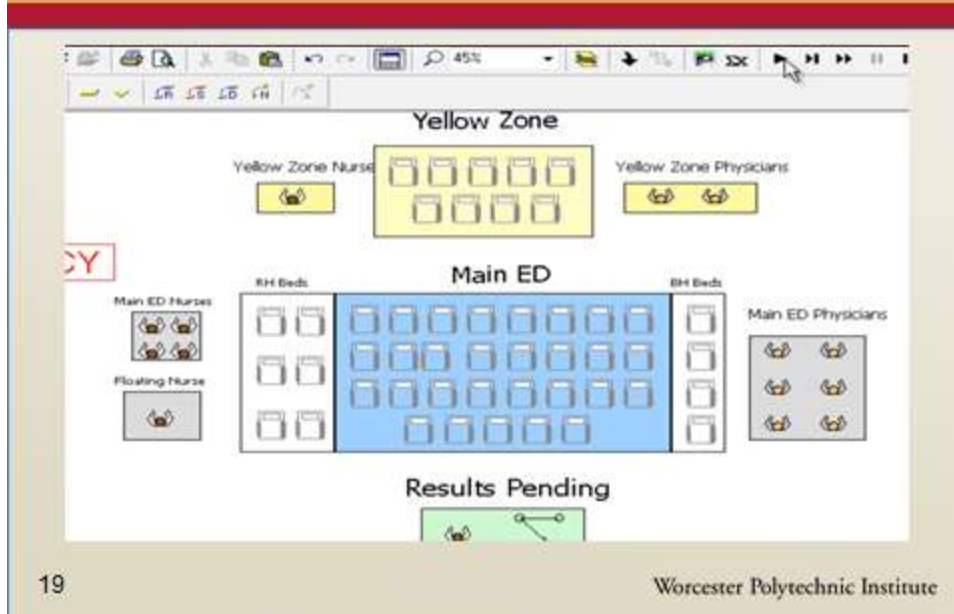 45%
Yellow Zone
Yellow Zone Nurse
Yellow Zone Physicians
CY
Main ED
RH Beds
BH Beds
Main ED Nurses
Main ED Physicians
Floating Nurse
Results Pending
19
Worcester Polytechnic Institute